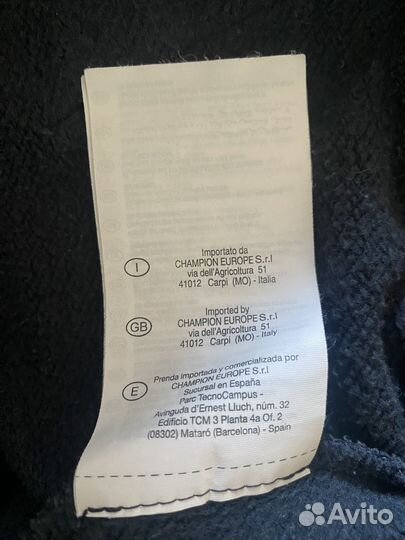 I
Importato da
CHAMPION EUROPE S.r.l
via dell'Agricoltura 51
41012 Carpi (MO) - Italia
GB
Imported by
CHAMPION EUROPE S.r.l
via dell'Agricoltura 51
41012 Carpi (MO) - Italy
E
Prenda importada y comercializada por
CHAMPION EUROPE S.r.l
Sucursal en España
Parc TecnoCampus -
Avinguda d'Ernest Lluch, núm. 32
Edificio TCM 3 Planta 4a Of. 2
(08302) Mataró (Barcelona) - Spain
Avito